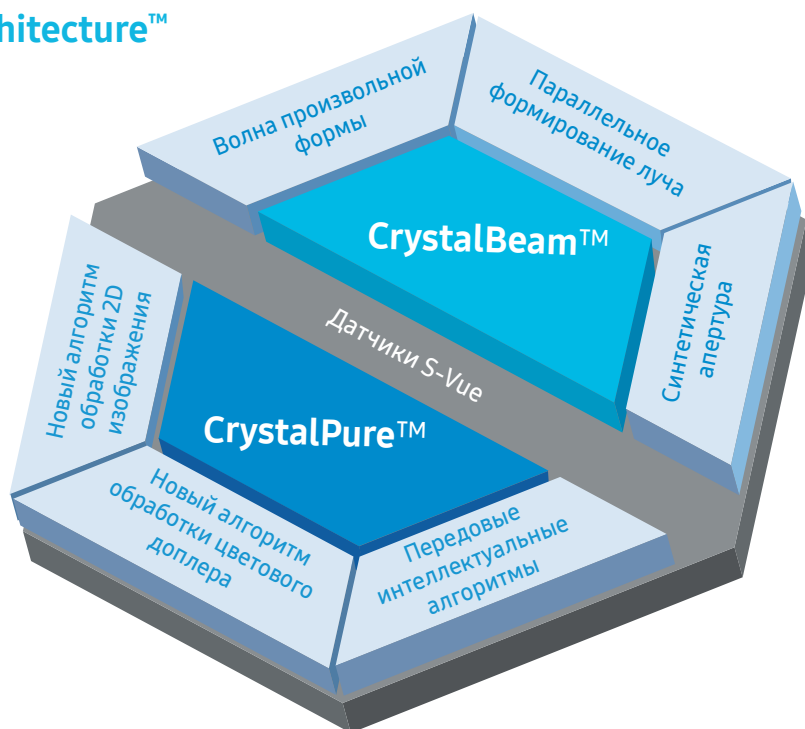 hitecture™
Волна произвольной
формы
Параллельное
формирование луча
CrystalBeam™
Синтетическая
апертура
Датчики S-Vue
Новый алгоритм
обработки 2D
изображения
CrystalPure™
Новый алгоритм
обработки цветового
доплера
Передовые
интеллектуальные
алгоритмы